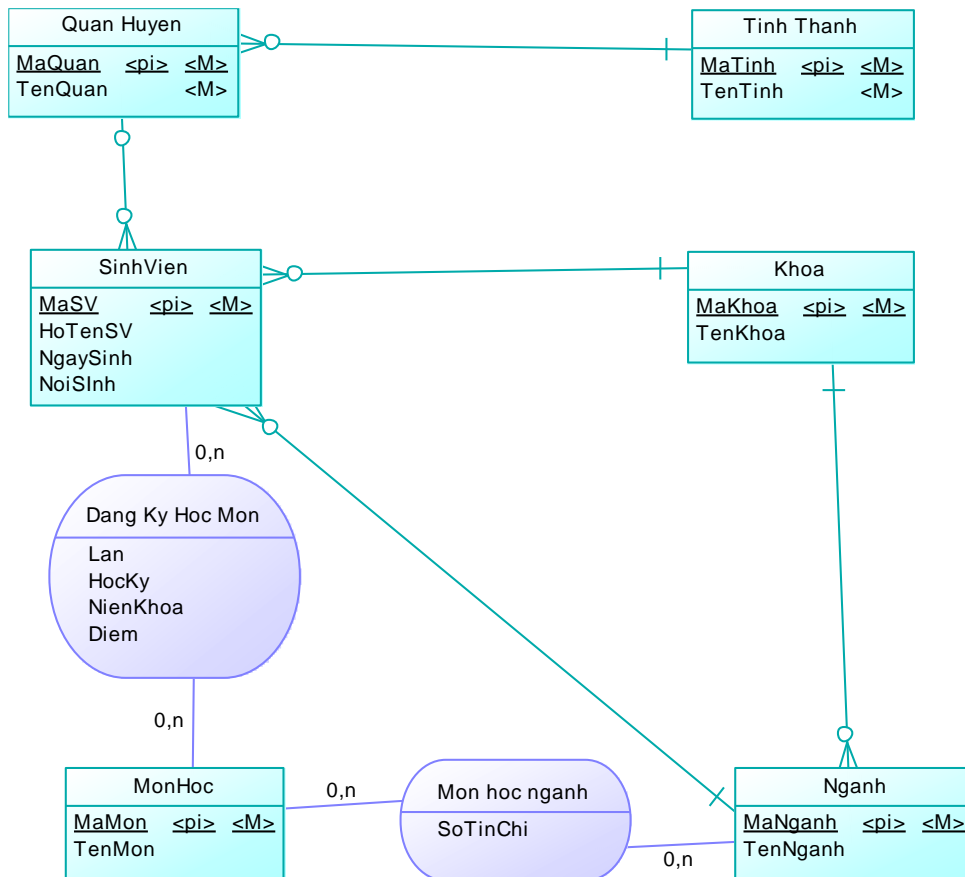 Quan Huyen
MaQuan <pi> <M>
TenQuan <M>
Tinh Thanh
MaTinh <pi> <M>
TenTinh <M>
SinhVien
MaSV <pi> <M>
HoTenSV
NgaySinh
NoiSInh
Khoa
MaKhoa <pi> <M>
TenKhoa
0,n
Dang Ky Hoc Mon
Lan
HocKy
NienKhoa
Diem
0,n
MonHoc
MaMon <pi> <M>
TenMon
0,n
Mon hoc nganh
SoTinChi
0,n
Nganh
MaNganh <pi> <M>
TenNganh